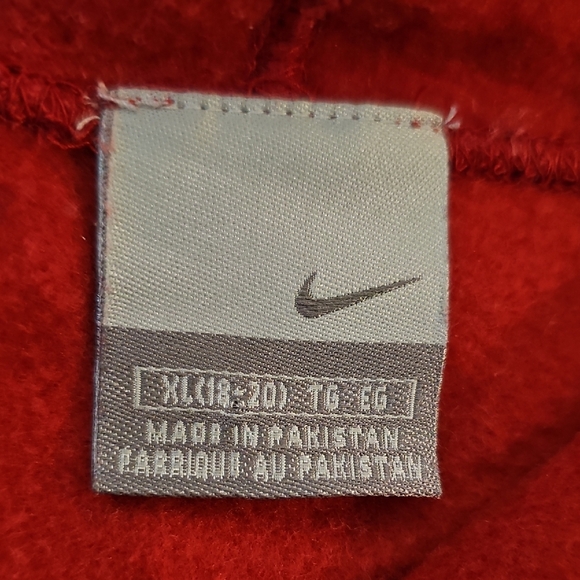 XL(18-20) TG EG
MADE IN PAKISTAN
FABRIQUE AU PAKISTAN